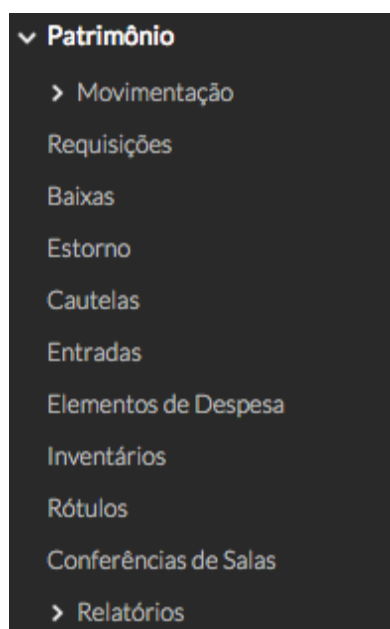 Patrimônio
Movimentação
Requisições
Baixas
Estorno
Cautelas
Entradas
Elementos de Despesa
Inventários
Rótulos
Conferências de Salas
Relatórios